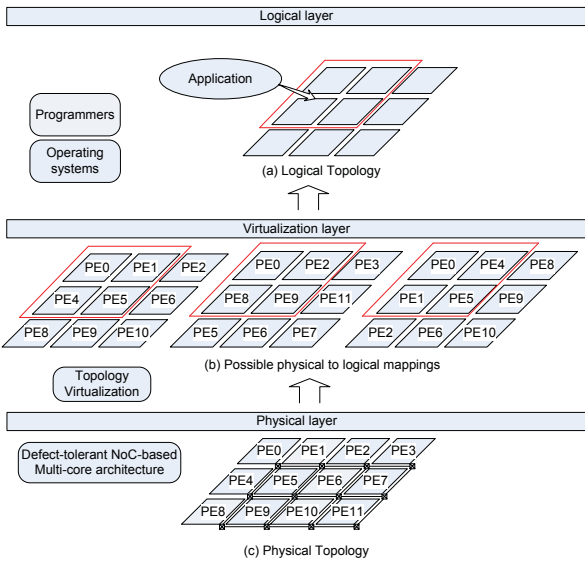 Logical layer
Application
Programmers
Operating
systems
(a) Logical Topology
Virtualization layer
PE0 PE1 PE2 PE0 PE2 PE3 PE0 PE4 PE8
PE4 PE5 PE6 PE8 PE9 PE11 PE1 PE5 PE9
PE8 PE9 PE10 PE5 PE6 PE7 PE2 PE6 PE10
(b) Possible physical to logical mappings
Topology
Virtualization
Physical layer
Defect-tolerant NoC-based
Multi-core architecture
PE0 PE1 PE2 PE3
PE4 PE5 PE6 PE7
PE8 PE9 PE10 PE11
(c) Physical Topology